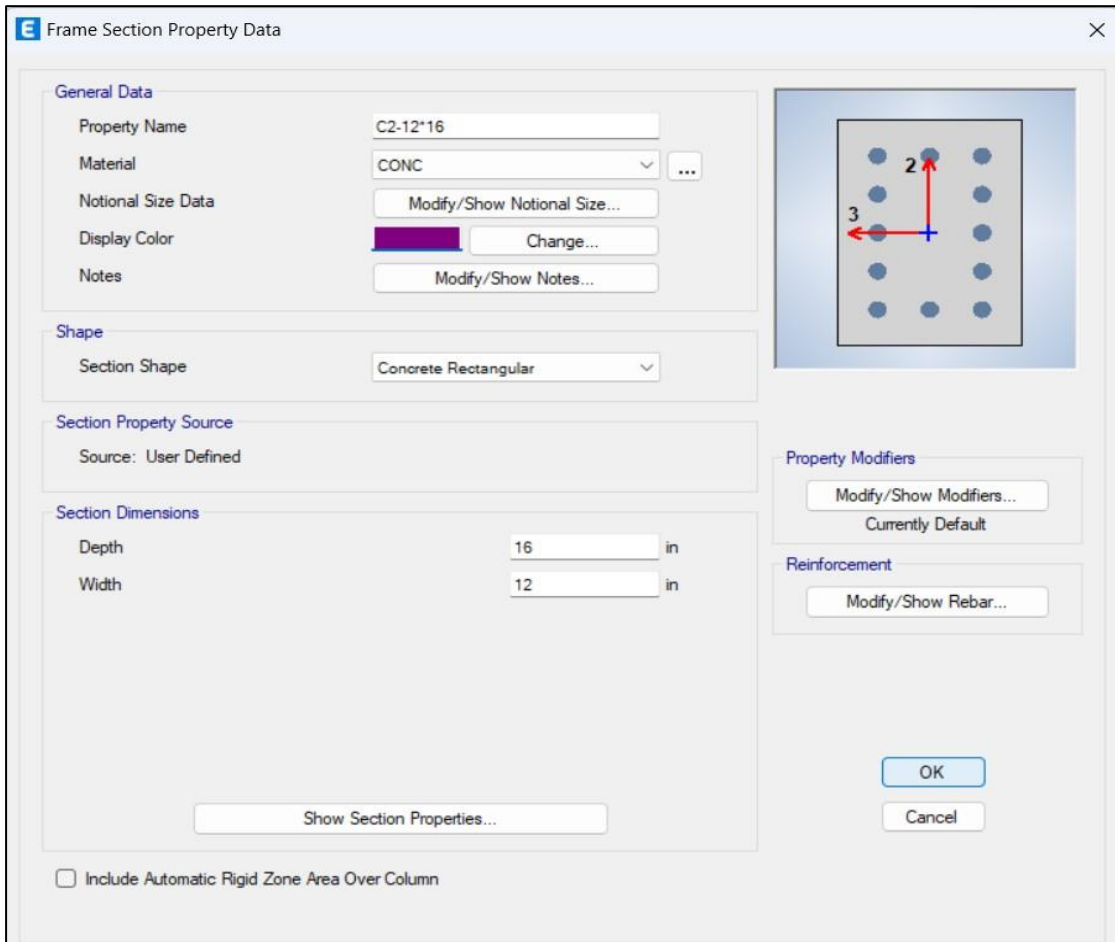 E Frame Section Property Data
General Data
Property Name C2-12*16
Material CONC ...
Notional Size Data Modify/Show Notional Size...
Display Color Change...
Notes Modify/Show Notes...
Shape
Section Shape Concrete Rectangular
Section Property Source
Source: User Defined
Section Dimensions
Depth 16 in
Width 12 in
Show Section Properties...
Include Automatic Rigid Zone Area Over Column
2
3
Property Modifiers
Modify/Show Modifiers...
Currently Default
Reinforcement
Modify/Show Rebar...
OK
Cancel